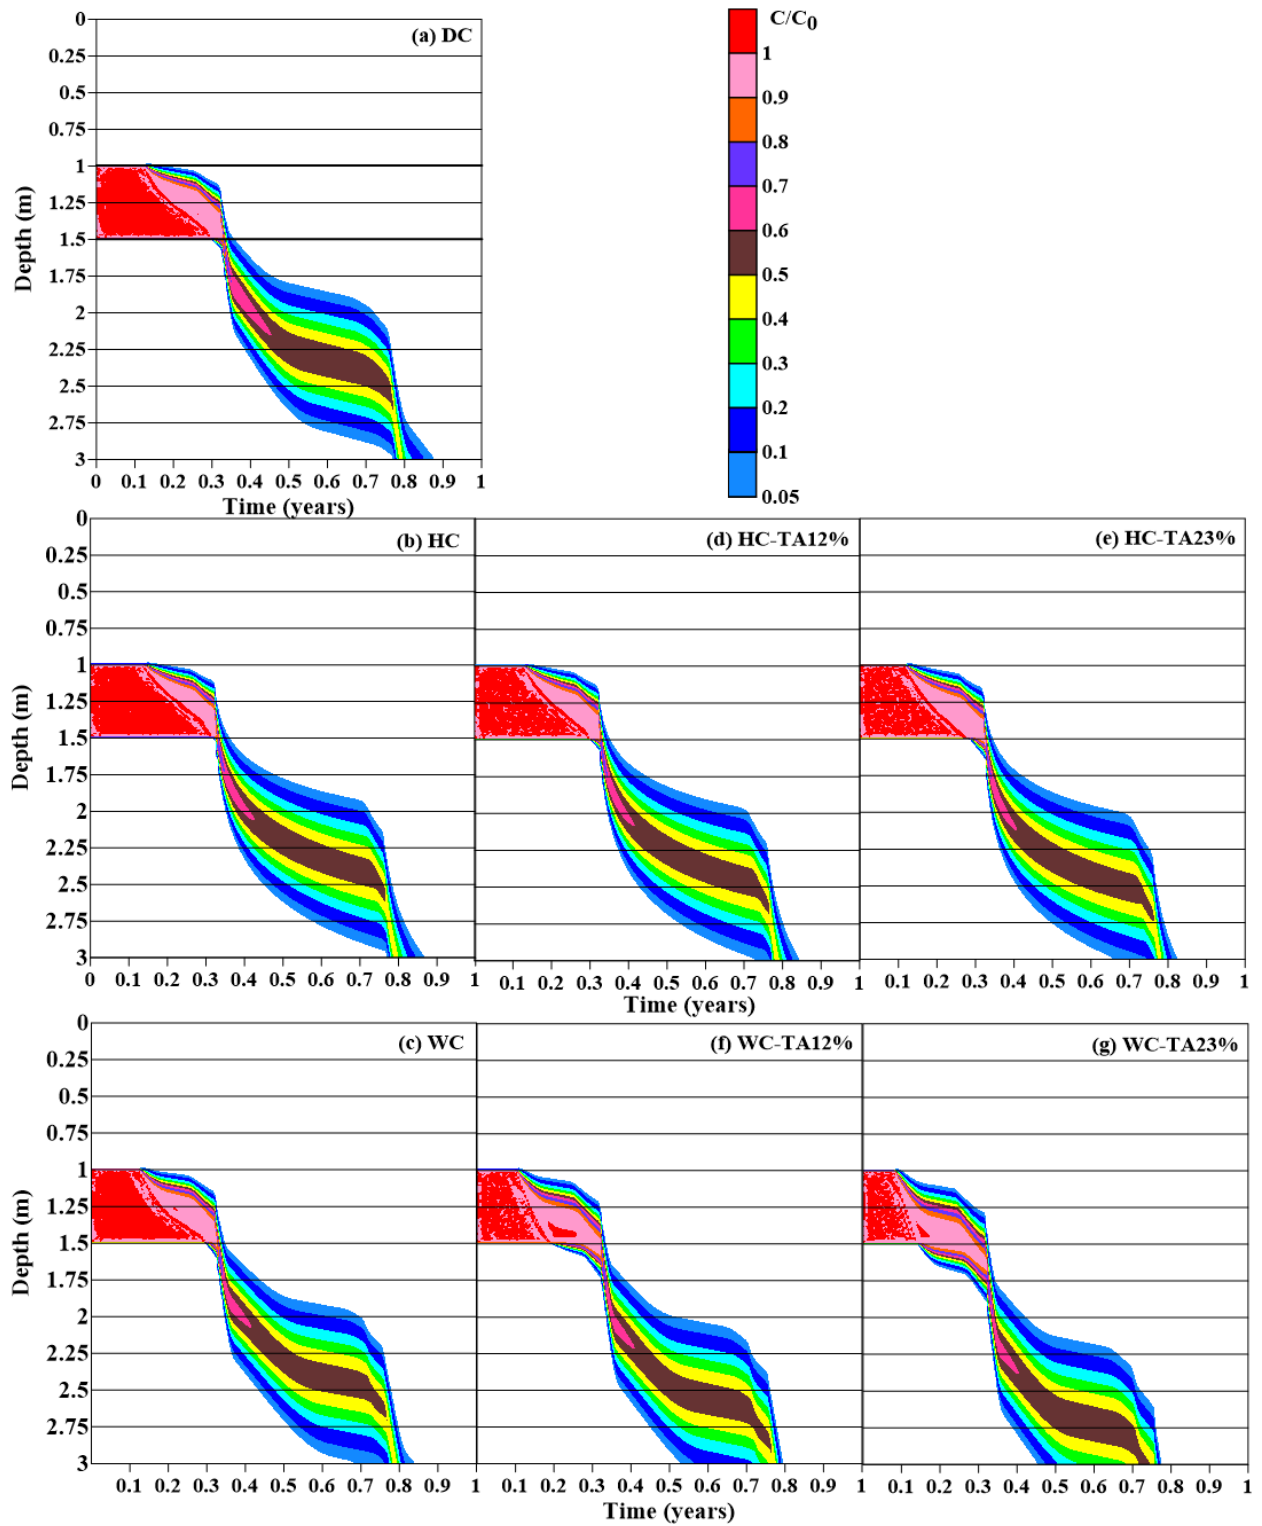 (a) DC
0
0.25
0.5
0.75
1
1.25
1.5
1.75
2
2.25
2.5
2.75
3
Depth (m)
0 0.1 0.2 0.3 0.4 0.5 0.6 0.7 0.8 0.9 1
Time (years)
C/C0
1
0.9
0.8
0.7
0.6
0.5
0.4
0.3
0.2
0.1
0.05
(b) HC
(d) HC-TA12%
(e) HC-TA23%
0
0.25
0.5
0.75
1
1.25
1.5
1.75
2
2.25
2.5
2.75
3
Depth (m)
0 0.1 0.2 0.3 0.4 0.5 0.6 0.7 0.8 0.9 1 0.1 0.2 0.3 0.4 0.5 0.6 0.7 0.8 0.9 1 0.1 0.2 0.3 0.4 0.5 0.6 0.7 0.8 0.9 1
Time (years)
(c) WC
(f) WC-TA12%
(g) WC-TA23%
0
0.25
0.5
0.75
1
1.25
1.5
1.75
2
2.25
2.5
2.75
3
Depth (m)
0.1 0.2 0.3 0.4 0.5 0.6 0.7 0.8 0.9 1 0.1 0.2 0.3 0.4 0.5 0.6 0.7 0.8 0.9 1 0.1 0.2 0.3 0.4 0.5 0.6 0.7 0.8 0.9 1
Time (years)